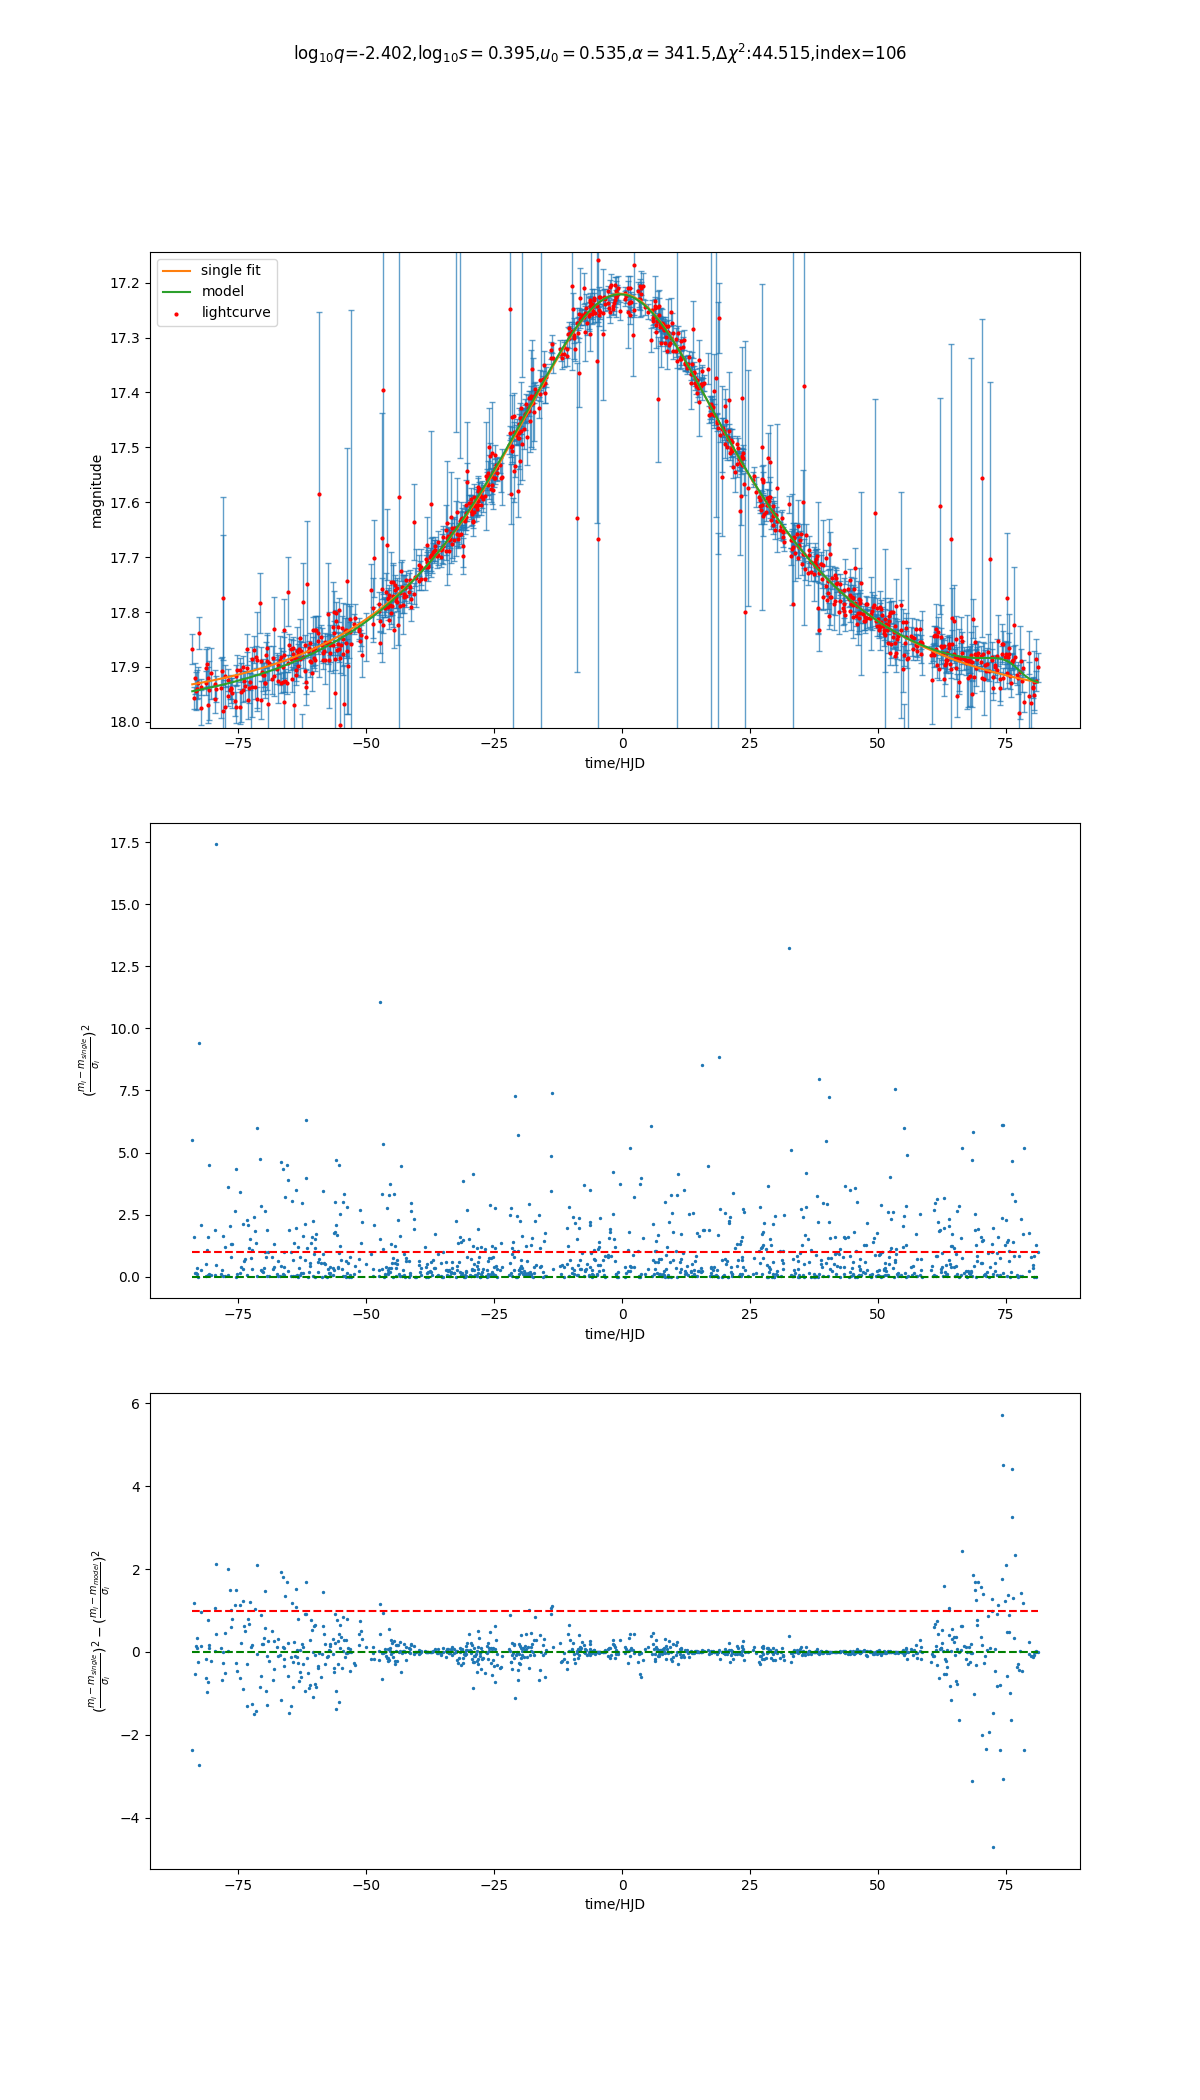 log₁₀q=-2.402,log₁₀s = 0.395,u₀ = 0.535,α = 341.5,Δχ²:44.515,index=106
single fit
model
lightcurve
magnitude
17.2
17.3
17.4
17.5
17.6
17.7
17.8
17.9
18.0
−75 −50 −25 0 25 50 75
time/HJD
((mᵢ − m_single)/σᵢ)²
17.5
15.0
12.5
10.0
7.5
5.0
2.5
0.0
−75 −50 −25 0 25 50 75
time/HJD
((mᵢ − m_single)/σᵢ)² − ((mᵢ − m_model)/σᵢ)²
6
4
2
0
−2
−4
−75 −50 −25 0 25 50 75
time/HJD